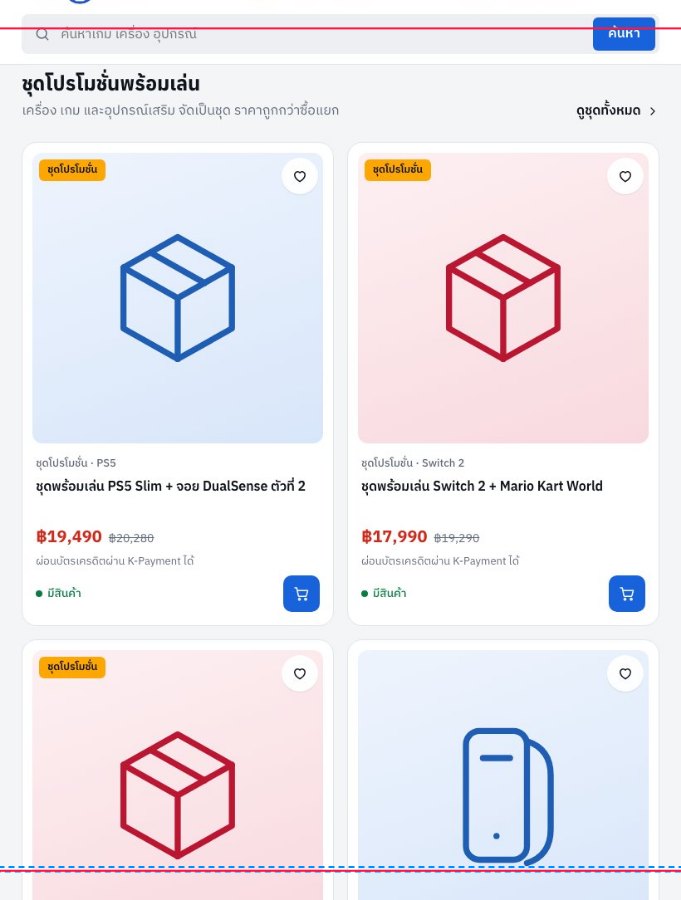 ค้นหาเกม เครื่อง อุปกรณ์
ค้นหา
ชุดโปรโมชั่นพร้อมเล่น
เครื่อง เกม และอุปกรณ์เสริม จัดเป็นชุด ราคาถูกกว่าซื้อแยก
ดูชุดทั้งหมด
ชุดโปรโมชั่น
ชุดโปรโมชั่น
ชุดโปรโมชั่น · PS5
ชุดพร้อมเล่น PS5 Slim + จอย DualSense ตัวที่ 2
฿19,490 ฿20,280
ผ่อนบัตรเครดิตผ่าน K-Payment ได้
มีสินค้า
ชุดโปรโมชั่น · Switch 2
ชุดพร้อมเล่น Switch 2 + Mario Kart World
฿17,990 ฿19,290
ผ่อนบัตรเครดิตผ่าน K-Payment ได้
มีสินค้า
ชุดโปรโมชั่น